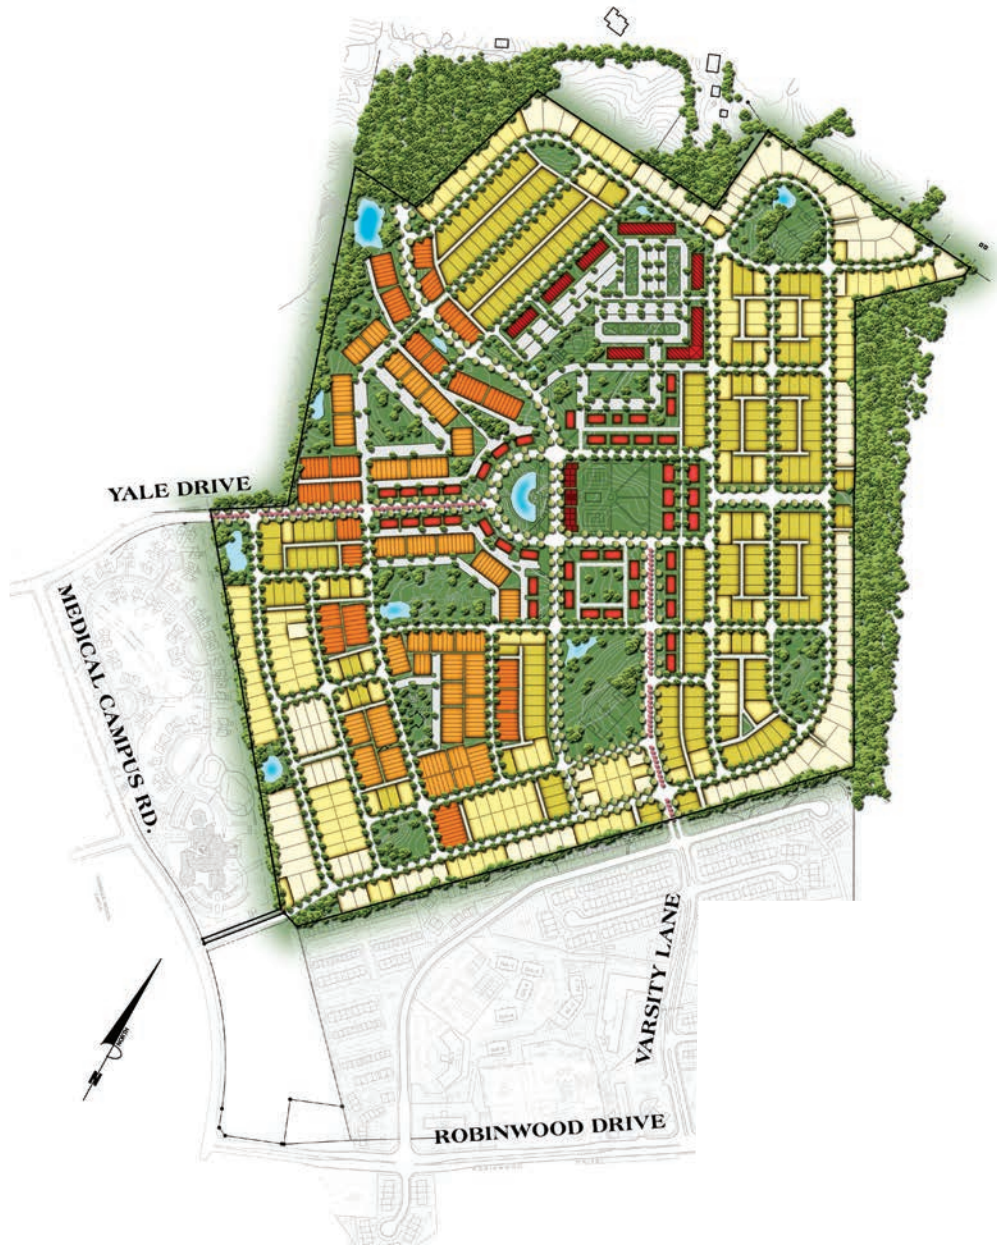 YALE DRIVE
MEDICAL CAMPUS RD.
VARSITY LANE
NORTH
N
ROBINWOOD DRIVE